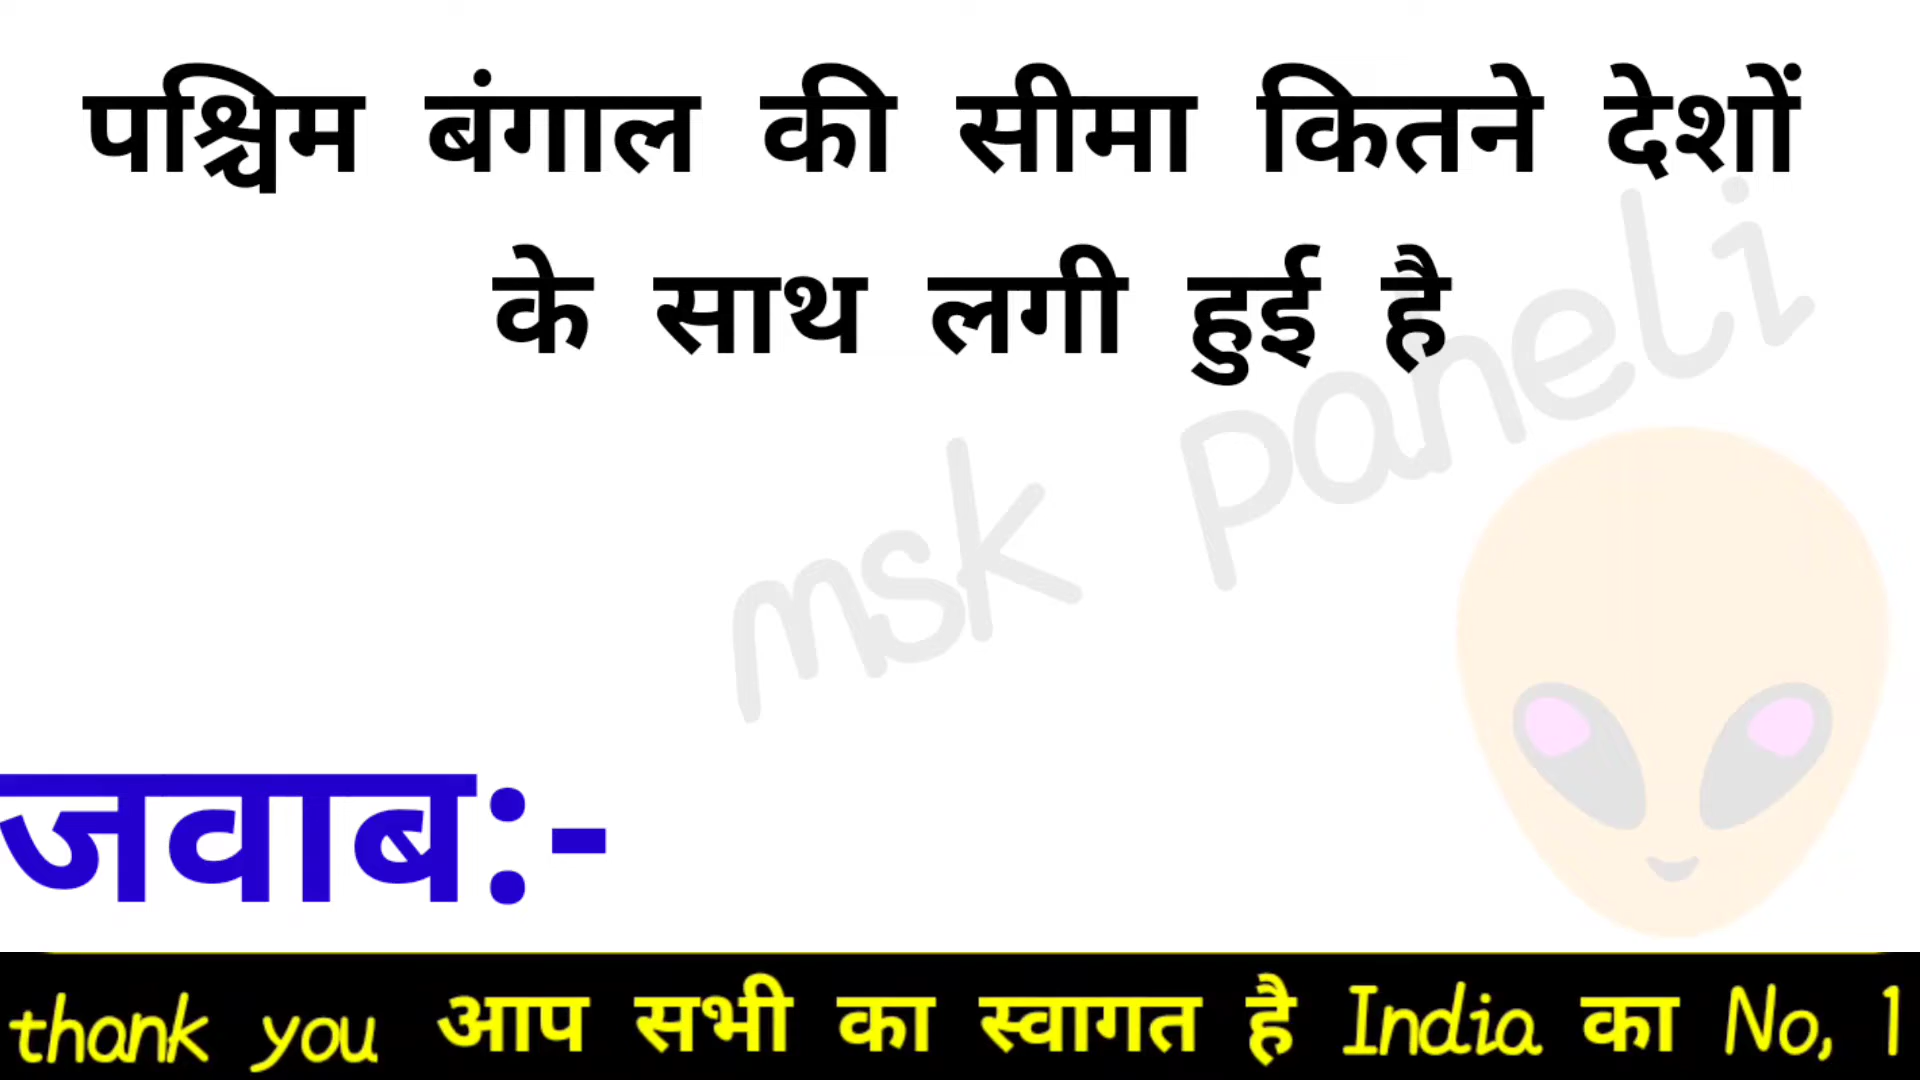 पश्चिम बंगाल की सीमा कितने देशों
के साथ लगी हुई है
msk paneli
जवाब:-
thank you आप सभी का स्वागत है India का No, 1